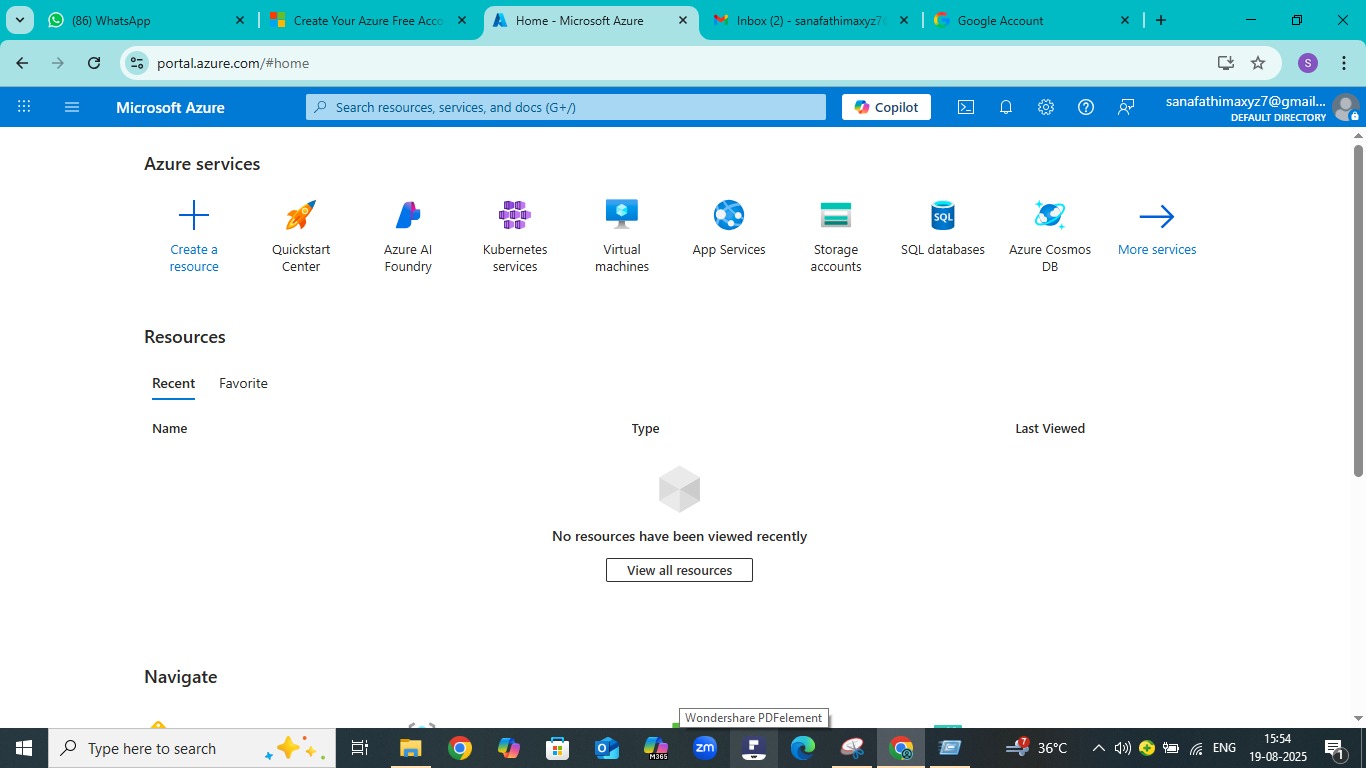 (86) WhatsApp
Create Your Azure Free Acco
Home - Microsoft Azure
Inbox (2) - sanafathimaxyz7@
Google Account
portal.azure.com/#home
S
Microsoft Azure
Search resources, services, and docs (G+/)
Copilot
sanafathimaxyz7@gmail...
DEFAULT DIRECTORY
Azure services
Create a resource
Quickstart Center
Azure AI Foundry
Kubernetes services
Virtual machines
App Services
Storage accounts
SQL
SQL databases
Azure Cosmos DB
More services
Resources
Recent
Favorite
Name
Type
Last Viewed
No resources have been viewed recently
View all resources
Navigate
Wondershare PDFelement
Type here to search
M365
zm
7
36°C
ENG
15:54
19-08-2025
1